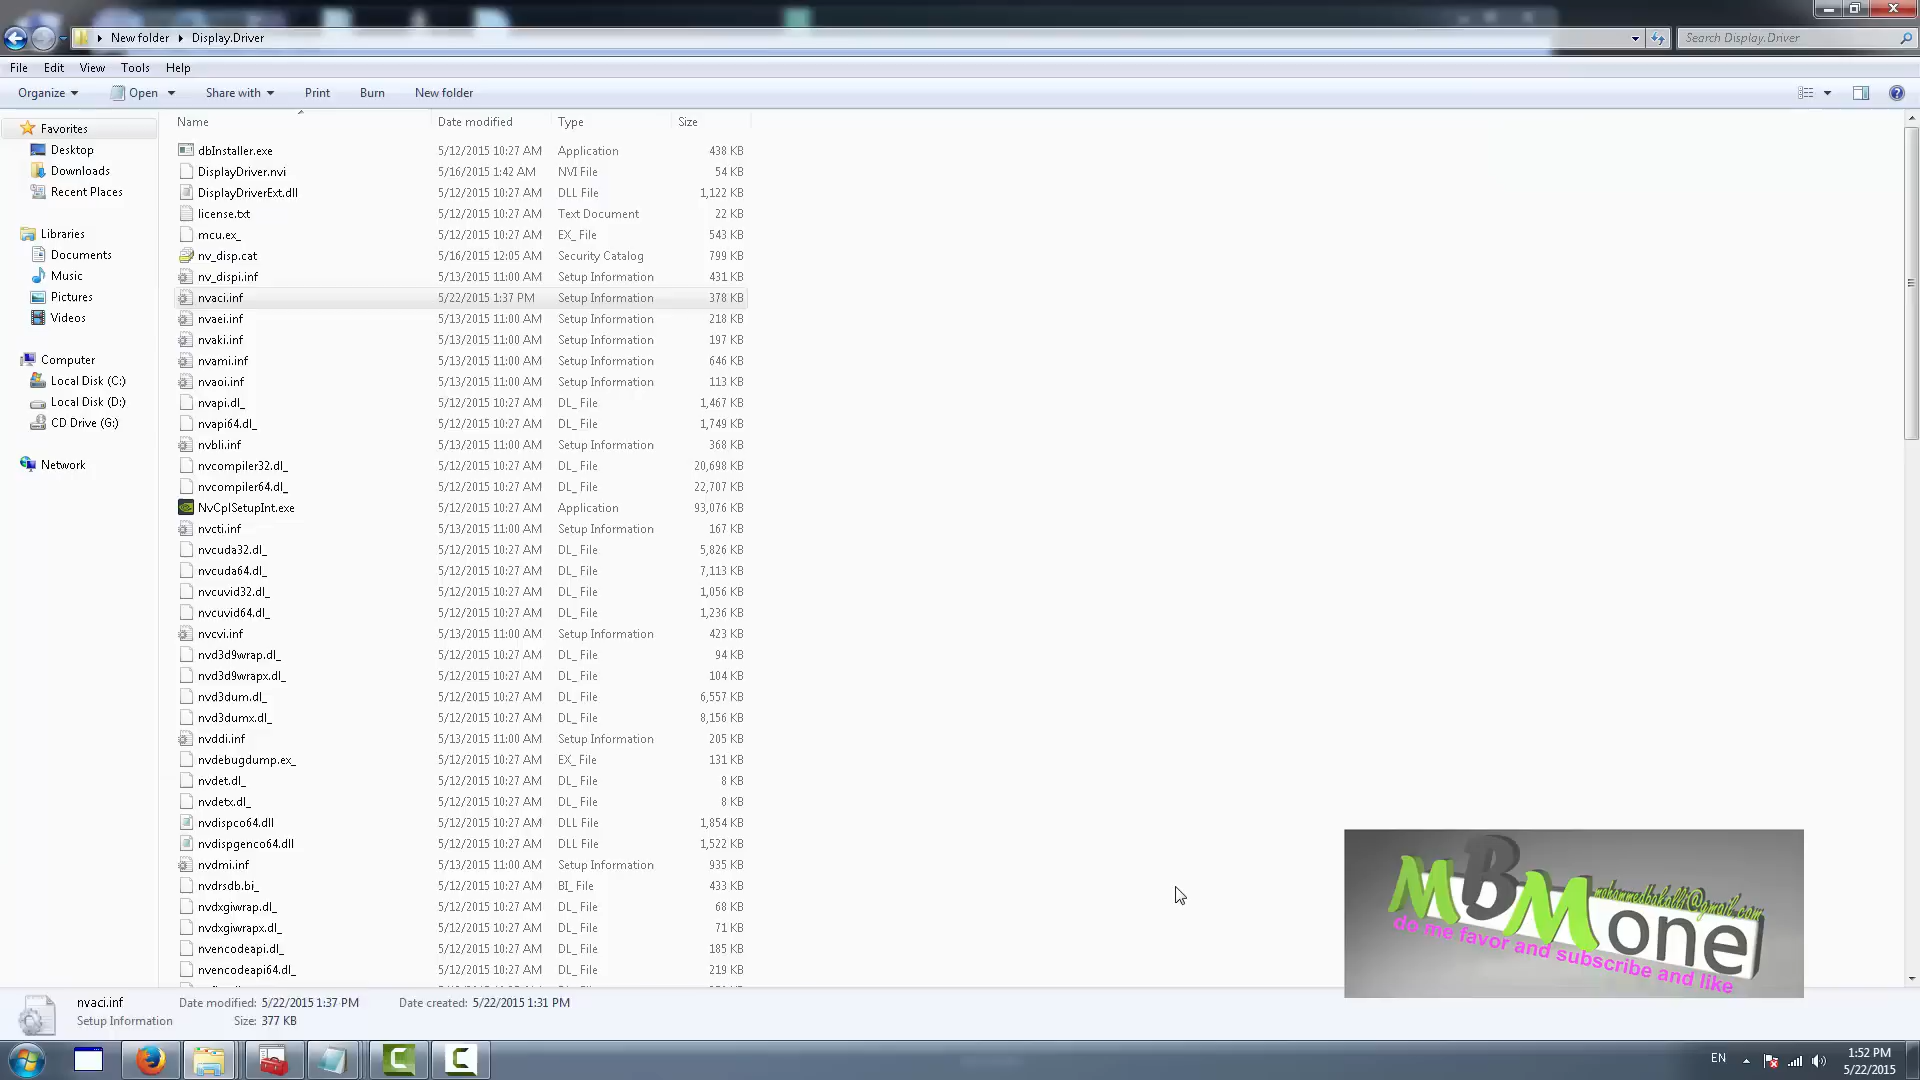 New folder Display.Driver
Search Display.Driver
File Edit View Tools Help
Organize Open Share with Print Burn New folder
Favorites
Desktop
Downloads
Recent Places
Libraries
Documents
Music
Pictures
Videos
Computer
Local Disk (C:)
Local Disk (D:)
CD Drive (G:)
Network
Name Date modified Type Size
dbInstaller.exe 5/12/2015 10:27 AM Application 438 KB
DisplayDriver.nvi 5/16/2015 1:42 AM NVI File 54 KB
DisplayDriverExt.dll 5/12/2015 10:27 AM DLL File 1,122 KB
license.txt 5/12/2015 10:27 AM Text Document 22 KB
mcu.ex_ 5/12/2015 10:27 AM EX_ File 543 KB
nv_disp.cat 5/16/2015 12:05 AM Security Catalog 799 KB
nv_dispi.inf 5/13/2015 11:00 AM Setup Information 431 KB
nvaci.inf 5/22/2015 1:37 PM Setup Information 378 KB
nvaei.inf 5/13/2015 11:00 AM Setup Information 218 KB
nvaki.inf 5/13/2015 11:00 AM Setup Information 197 KB
nvami.inf 5/13/2015 11:00 AM Setup Information 646 KB
nvaoi.inf 5/13/2015 11:00 AM Setup Information 113 KB
nvapi.dl_ 5/12/2015 10:27 AM DL_ File 1,467 KB
nvapi64.dl_ 5/12/2015 10:27 AM DL_ File 1,749 KB
nvbli.inf 5/13/2015 11:00 AM Setup Information 368 KB
nvcompiler32.dl_ 5/12/2015 10:27 AM DL_ File 20,698 KB
nvcompiler64.dl_ 5/12/2015 10:27 AM DL_ File 22,707 KB
NvCplSetupInt.exe 5/12/2015 10:27 AM Application 93,076 KB
nvcti.inf 5/13/2015 11:00 AM Setup Information 167 KB
nvcuda32.dl_ 5/12/2015 10:27 AM DL_ File 5,826 KB
nvcuda64.dl_ 5/12/2015 10:27 AM DL_ File 7,113 KB
nvcuvid32.dl_ 5/12/2015 10:27 AM DL_ File 1,056 KB
nvcuvid64.dl_ 5/12/2015 10:27 AM DL_ File 1,236 KB
nvcvi.inf 5/13/2015 11:00 AM Setup Information 423 KB
nvd3d9wrap.dl_ 5/12/2015 10:27 AM DL_ File 94 KB
nvd3d9wrapx.dl_ 5/12/2015 10:27 AM DL_ File 104 KB
nvd3dum.dl_ 5/12/2015 10:27 AM DL_ File 6,557 KB
nvd3dumx.dl_ 5/12/2015 10:27 AM DL_ File 8,156 KB
nvddi.inf 5/13/2015 11:00 AM Setup Information 205 KB
nvdebugdump.ex_ 5/12/2015 10:27 AM EX_ File 131 KB
nvdet.dl_ 5/12/2015 10:27 AM DL_ File 8 KB
nvdetx.dl_ 5/12/2015 10:27 AM DL_ File 8 KB
nvdispco64.dll 5/12/2015 10:27 AM DLL File 1,854 KB
nvdispgenco64.dll 5/12/2015 10:27 AM DLL File 1,522 KB
nvdmi.inf 5/13/2015 11:00 AM Setup Information 935 KB
nvdrsdb.bi_ 5/12/2015 10:27 AM BI_ File 433 KB
nvdxgiwrap.dl_ 5/12/2015 10:27 AM DL_ File 68 KB
nvdxgiwrapx.dl_ 5/12/2015 10:27 AM DL_ File 71 KB
nvencodeapi.dl_ 5/12/2015 10:27 AM DL_ File 185 KB
nvencodeapi64.dl_ 5/12/2015 10:27 AM DL_ File 219 KB
MBMone
mohammedbakalli@gmail.com
do me favor and subscribe and like
nvaci.inf Date modified: 5/22/2015 1:37 PM Date created: 5/22/2015 1:31 PM
Setup Information Size: 377 KB
EN 1:52 PM
5/22/2015